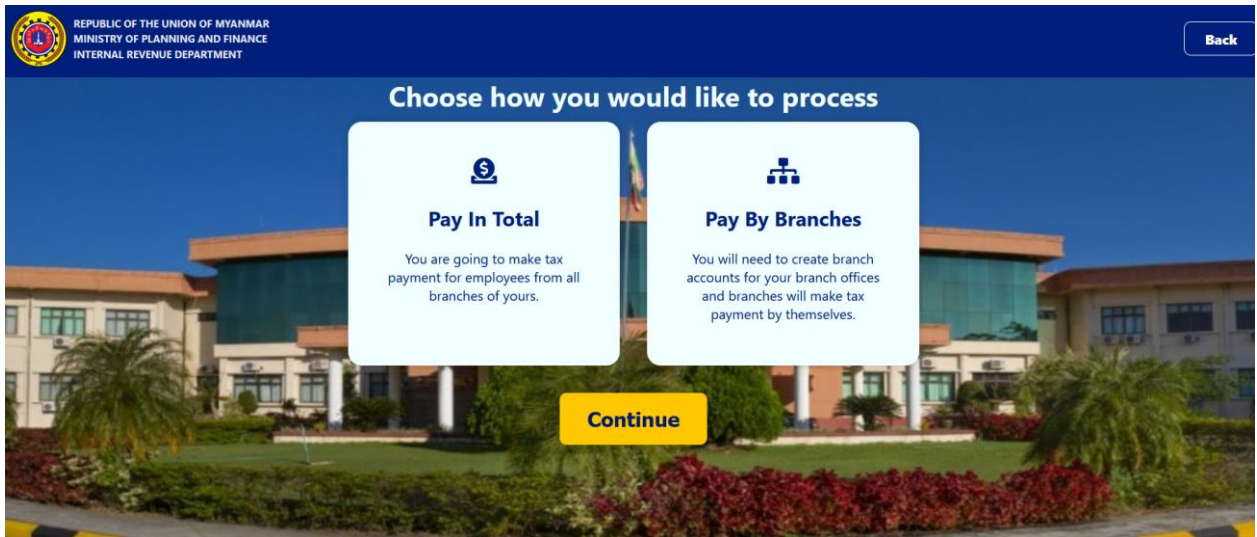 REPUBLIC OF THE UNION OF MYANMAR
MINISTRY OF PLANNING AND FINANCE
INTERNAL REVENUE DEPARTMENT
Back
Choose how you would like to process
Pay In Total
You are going to make tax
payment for employees from all
branches of yours.
Pay By Branches
You will need to create branch
accounts for your branch offices
and branches will make tax
payment by themselves.
Continue